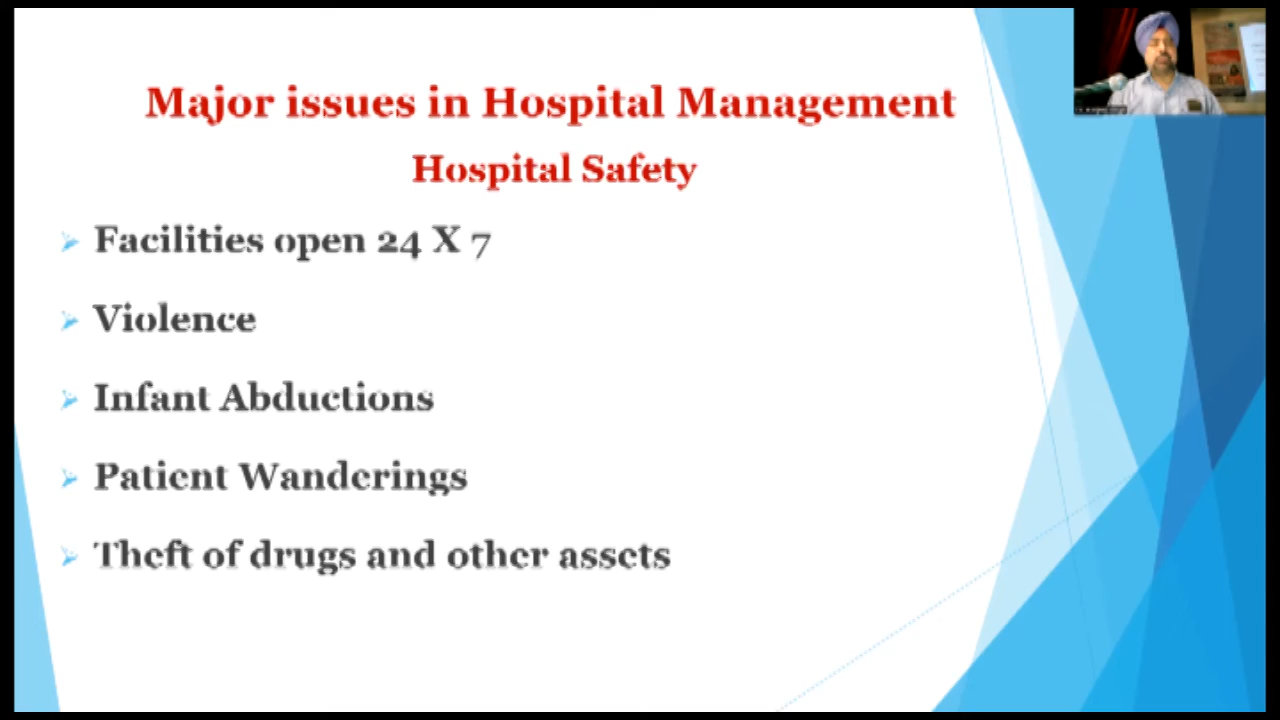 Major issues in Hospital Management
Hospital Safety
Facilities open 24 X 7
Violence
Infant Abductions
Patient Wanderings
Theft of drugs and other assets